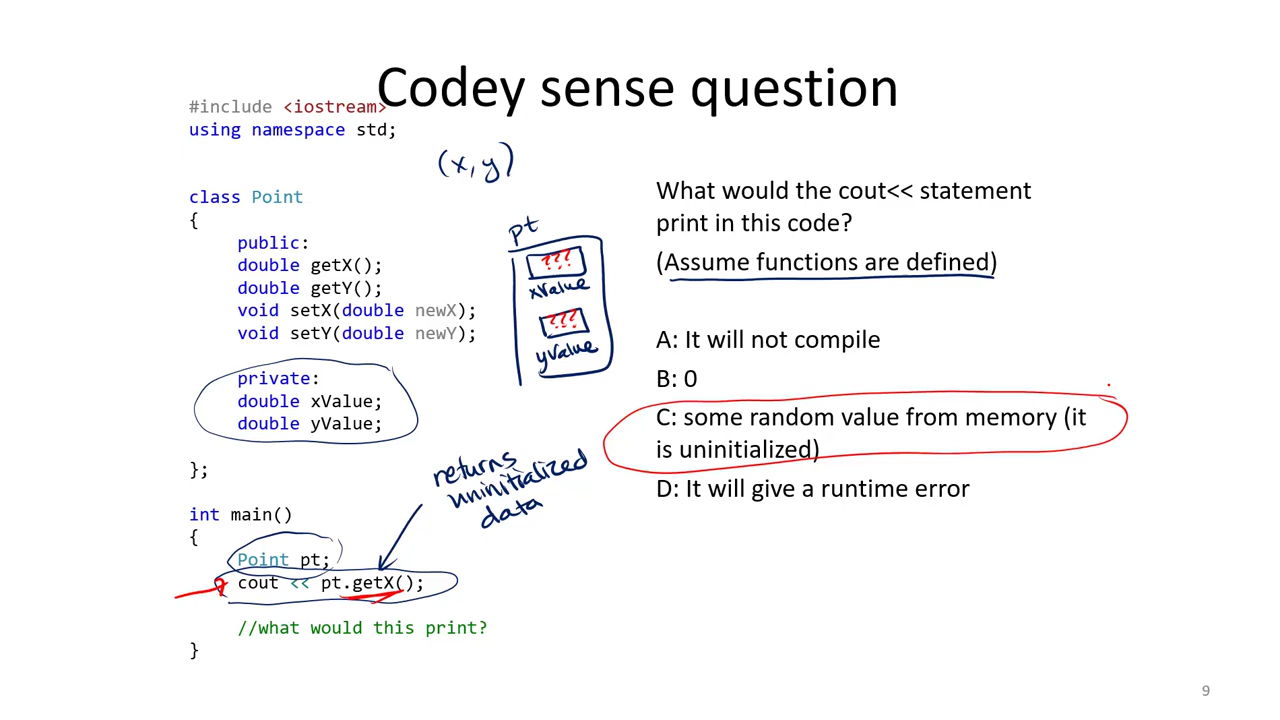 Codey sense question
#include <iostream>
using namespace std;
(x, y)
class Point
{
public:
double getX();
double getY();
void setX(double newX);
void setY(double newY);
private:
double xValue;
double yValue;
};
int main()
{
Point pt;
cout << pt.getX();
//what would this print?
}
pt
???
xValue
???
yValue
returns
uninitialized
data
What would the cout<< statement
print in this code?
(Assume functions are defined)
A: It will not compile
B: 0
C: some random value from memory (it
is uninitialized)
D: It will give a runtime error
9